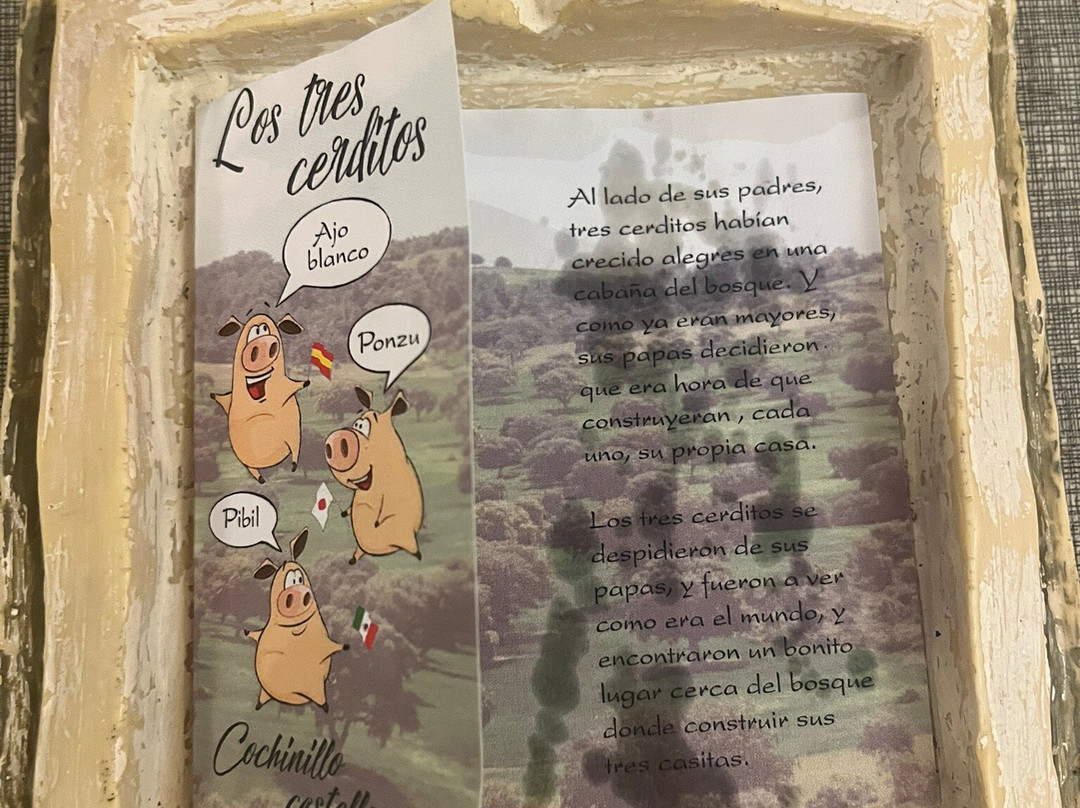 Los tres
cerditos
Ajo
blanco
Ponzu
Pibil
Cochinillo
Al lado de sus padres,
tres cerditos habían
crecido alegres en una
cabaña del bosque. Y
como ya eran mayores,
sus papas decidieron
que era hora de que
construyeran , cada
uno, su propia casa.
Los tres cerditos se
despidieron de sus
papas, y fueron a ver
como era el mundo, y
encontraron un bonito
lugar cerca del bosque
donde construir sus
tres casitas.